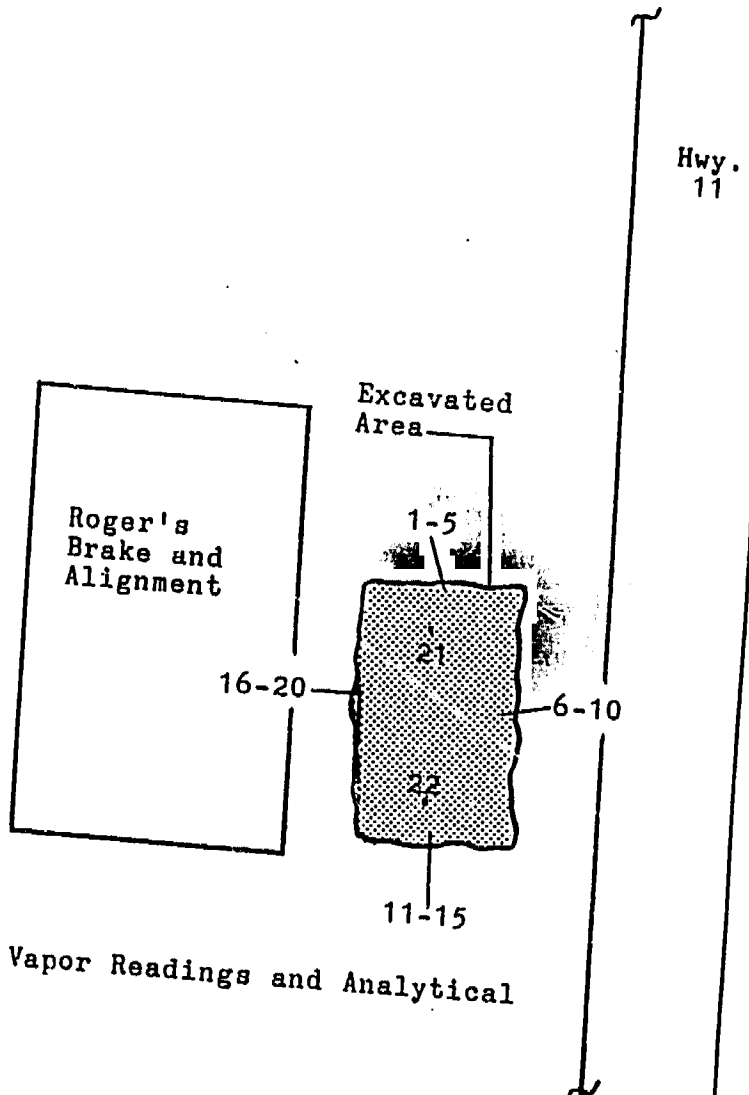 Hwy.
11
Excavated
Area
1-5
Roger's
Brake and
Alignment
21
16-20
6-10
22
11-15
Vapor Readings and Analytical